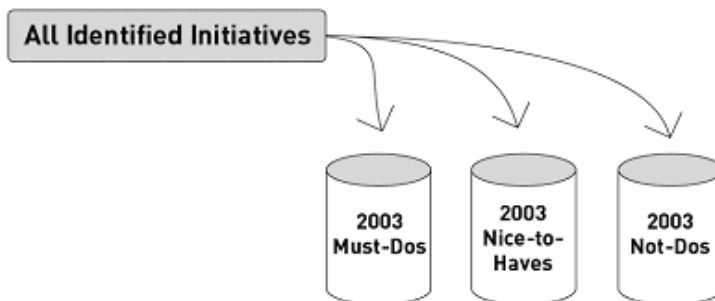 All Identified Initiatives
2003
Must-Dos
2003
Nice-to-
Haves
2003
Not-Dos